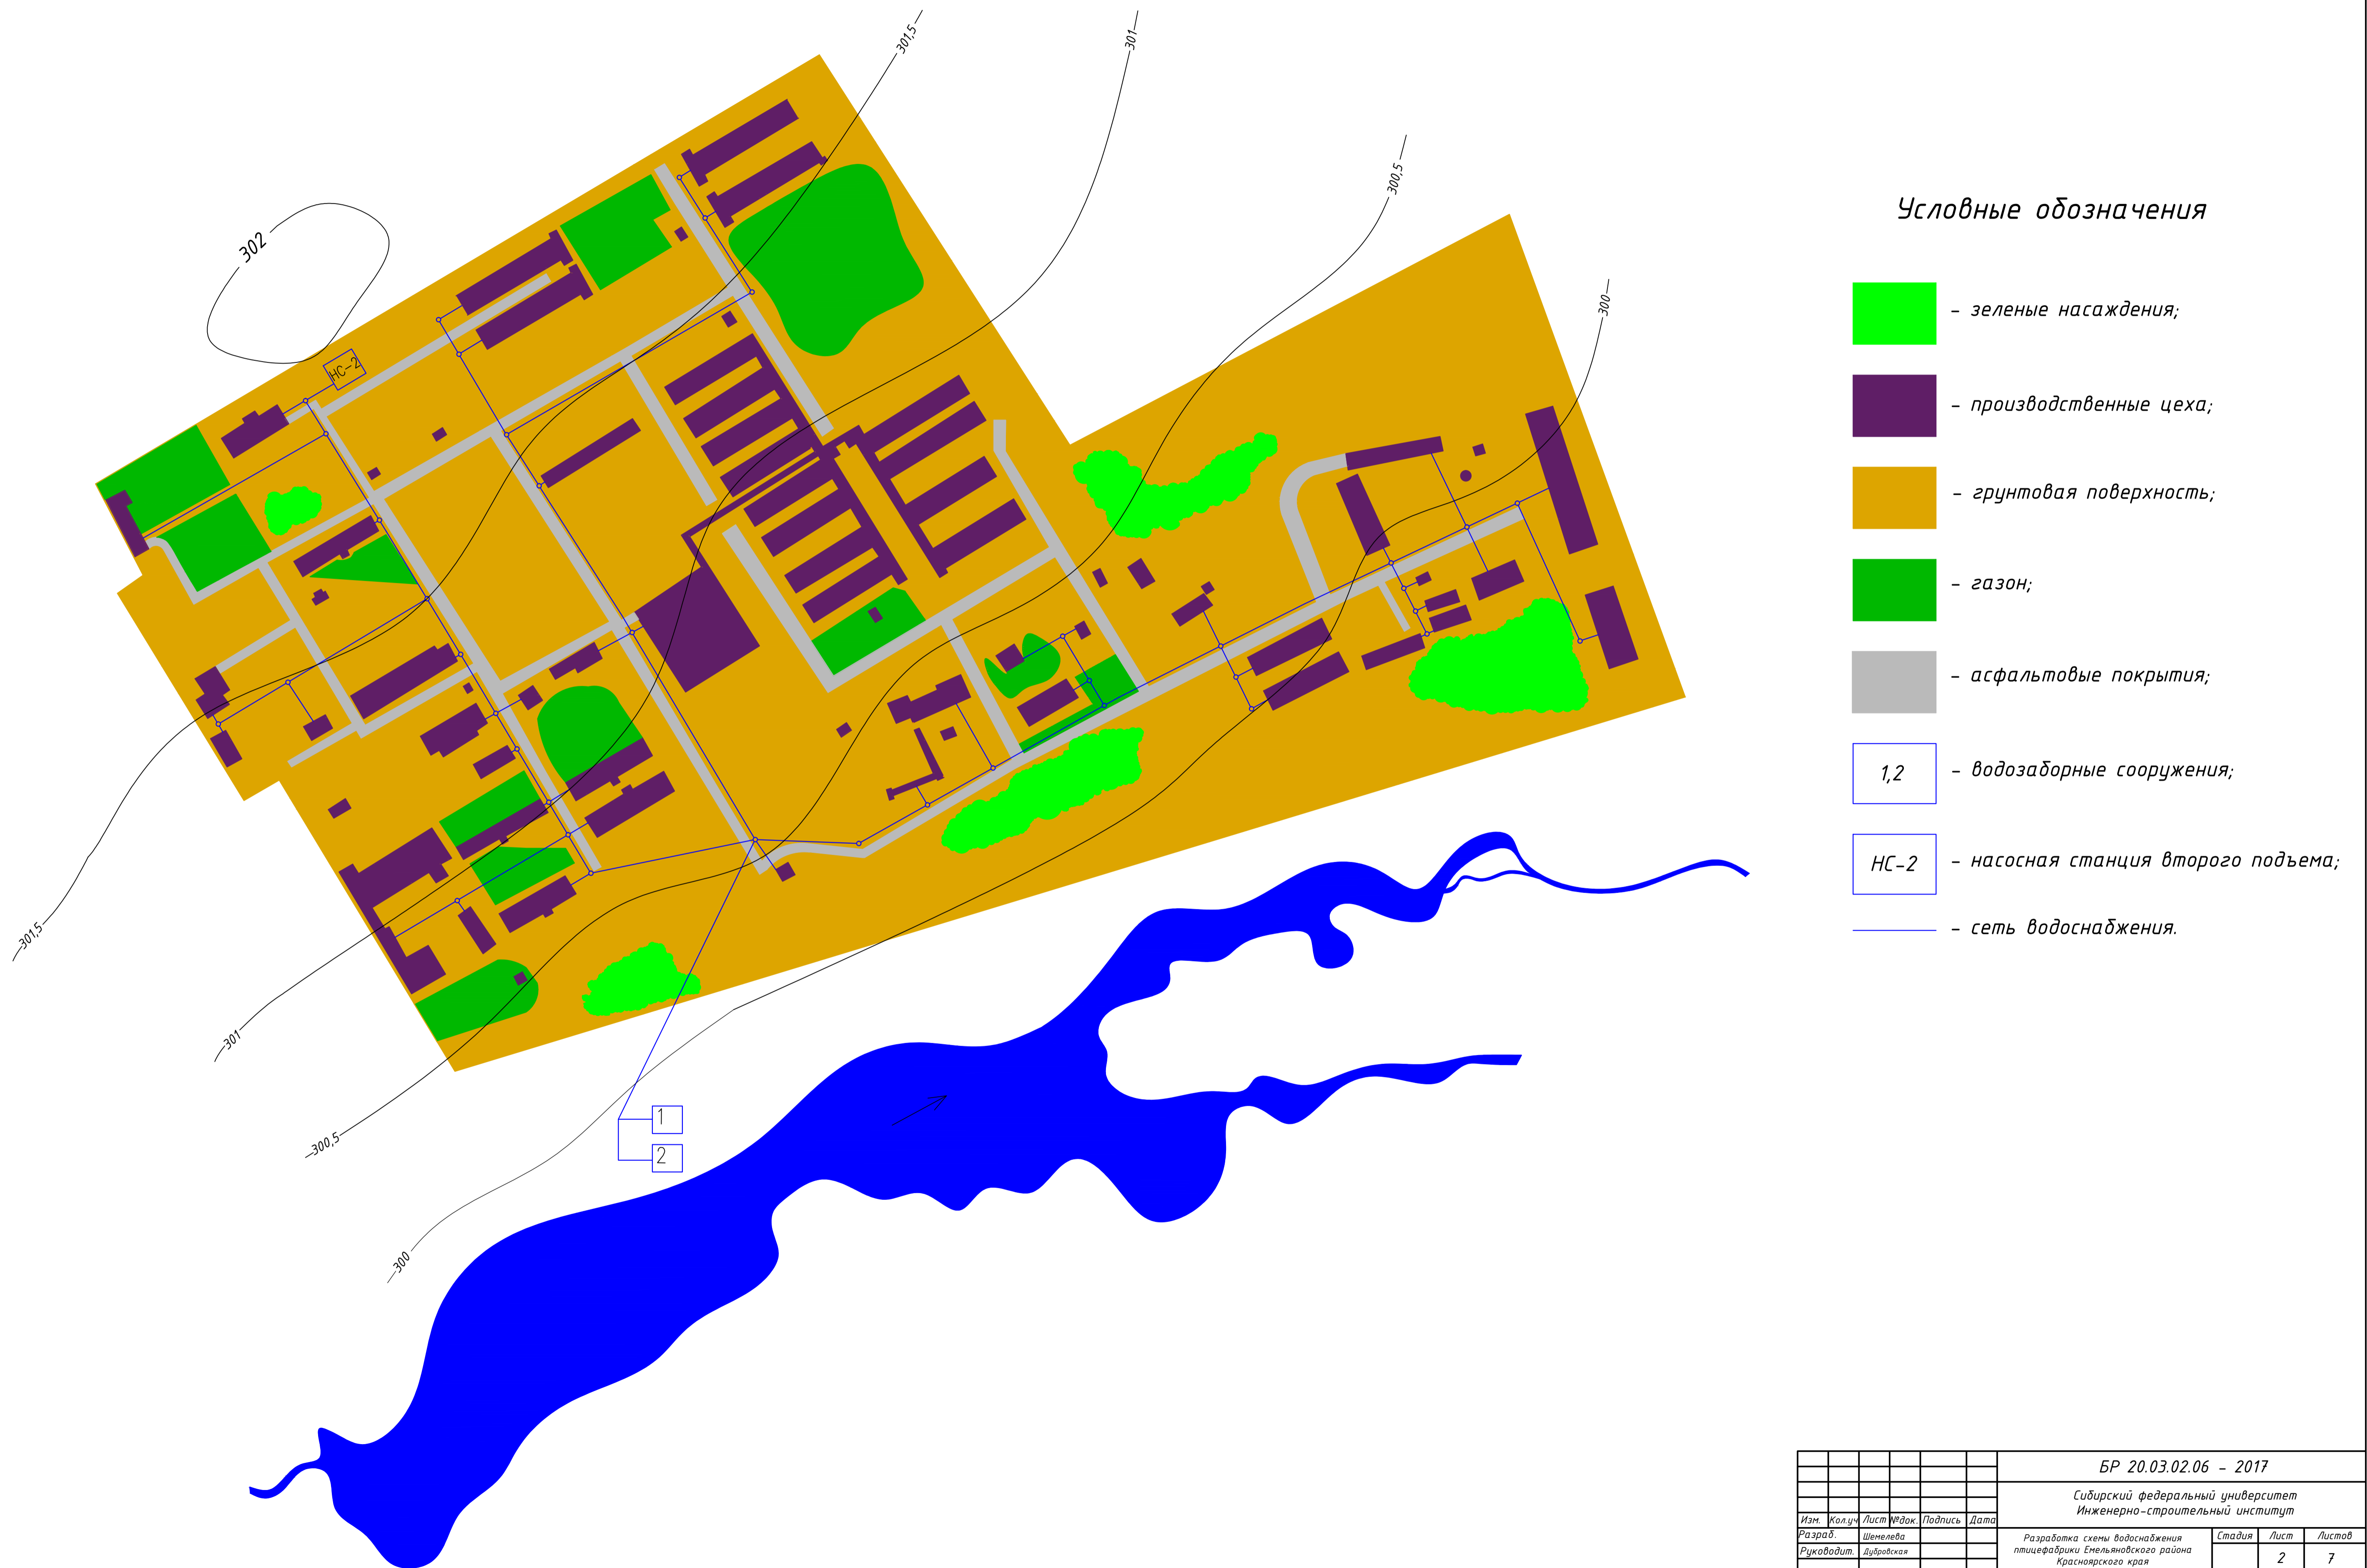 301,5
301
300,5
302
300
НС-2
301,5
301
300,5
300
1
2
Условные обозначения
- зеленые насаждения;
- производственные цеха;
- грунтовая поверхность;
- газон;
- асфальтовые покрытия;
1,2 - водозаборные сооружения;
НС-2 - насосная станция второго подъема;
- сеть водоснабжения.
БР 20.03.02.06 - 2017
Сибирский федеральный университет
Инженерно-строительный институт
Изм. Кол.уч Лист №док. Подпись Дата
Разраб. Шемелева
Руководит. Дубровская
Разработка схемы водоснабжения
птицефабрики Емельяновского района
Красноярского края
Стадия Лист Листов
2 7